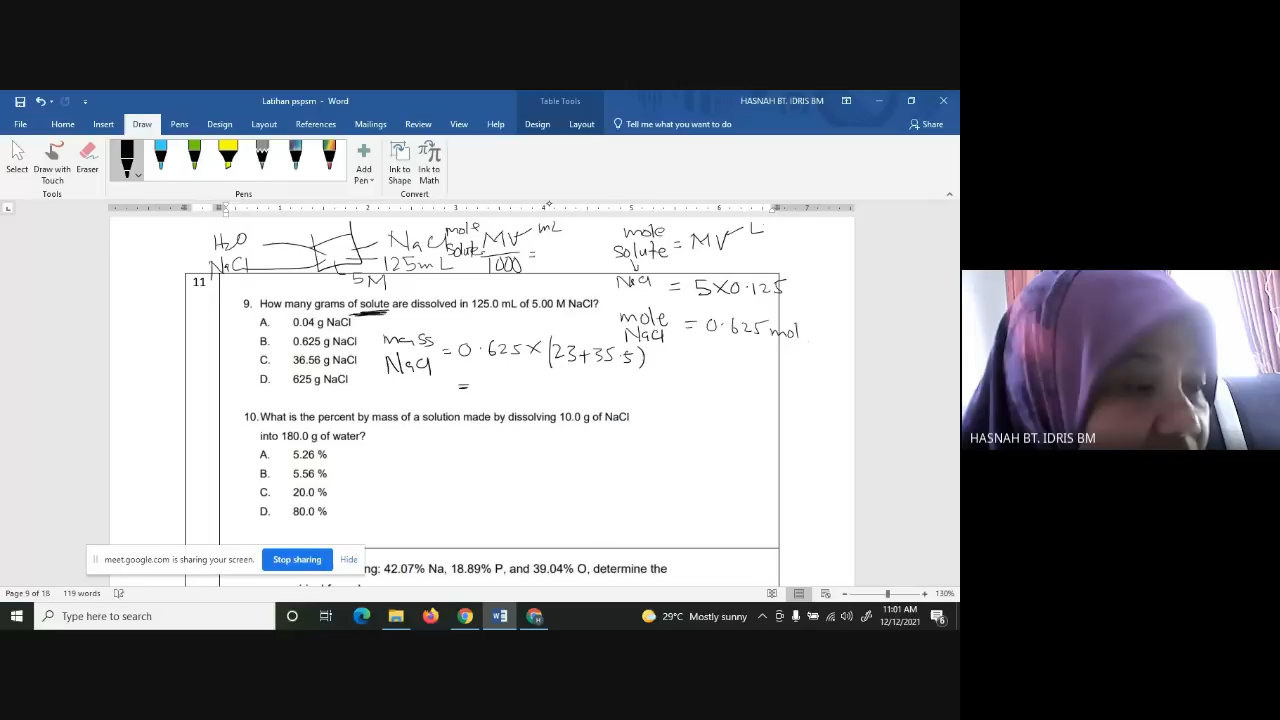 Latihan pspsm - Word
Table Tools
HASNAH BT. IDRIS BM
File Home Insert Draw Pens Design Layout References Mailings Review View Help Design Layout Tell me what you want to do Share
Select Draw with Touch Eraser
Add Pen
Ink to Shape Ink to Math
Tools Pens Convert
1 2 3 4 5 6 7
H2O
NaCl
NaCl
125mL
5M
mole solute = MV mL
1000 =
mole
solute = MV L
NaCl = 5×0.125
mole NaCl = 0.625 mol
11
9. How many grams of solute are dissolved in 125.0 mL of 5.00 M NaCl?
A. 0.04 g NaCl
B. 0.625 g NaCl
C. 36.56 g NaCl
D. 625 g NaCl
mass
NaCl = 0.625 × (23+35.5)
=
10. What is the percent by mass of a solution made by dissolving 10.0 g of NaCl
into 180.0 g of water?
A. 5.26 %
B. 5.56 %
C. 20.0 %
D. 80.0 %
meet.google.com is sharing your screen. Stop sharing Hide
ng: 42.07% Na, 18.89% P, and 39.04% O, determine the
Page 9 of 18 119 words 130%
Type here to search
29°C Mostly sunny
11:01 AM
12/12/2021
6
HASNAH BT. IDRIS BM